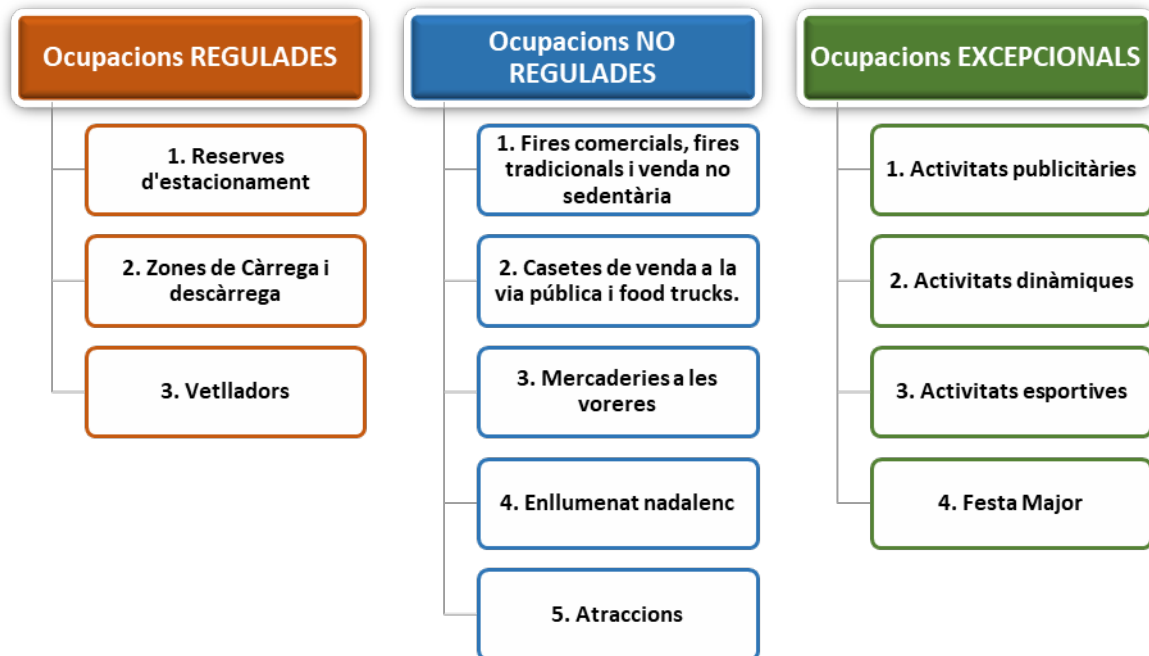 Ocupacions REGULADES
1. Reserves
d'estacionament
2. Zones de Càrrega i
descàrrega
3. Vetlladors
Ocupacions NO
REGULADES
1. Fires comercials, fires
tradicionals i venda no
sedentària
2. Casetes de venda a la
via pública i food trucks.
3. Mercaderies a les
voreres
4. Enllumenat nadalenc
5. Atraccions
Ocupacions EXCEPCIONALS
1. Activitats publicitàries
2. Activitats dinàmiques
3. Activitats esportives
4. Festa Major